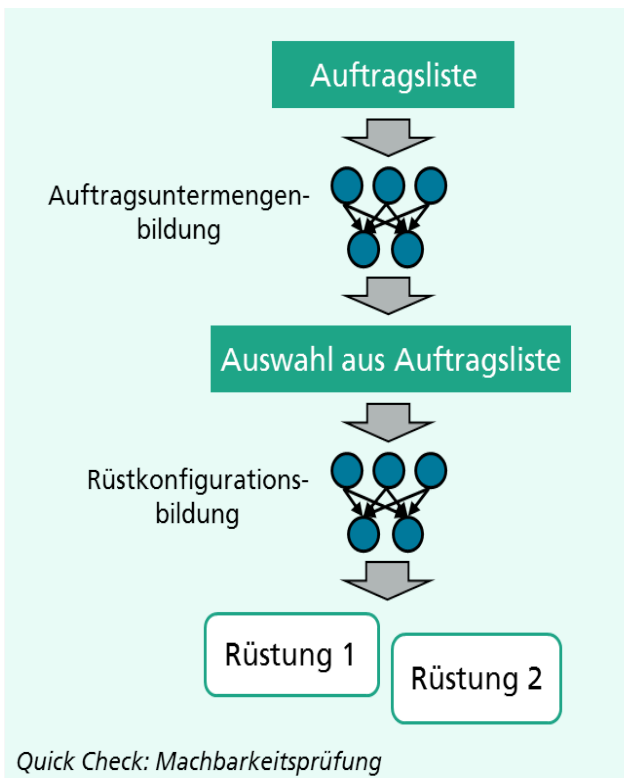 Auftragsliste
Auftragsuntermengen-
bildung
Auswahl aus Auftragsliste
Rüstkonfigurations-
bildung
Rüstung 1
Rüstung 2
Quick Check: Machbarkeitsprüfung